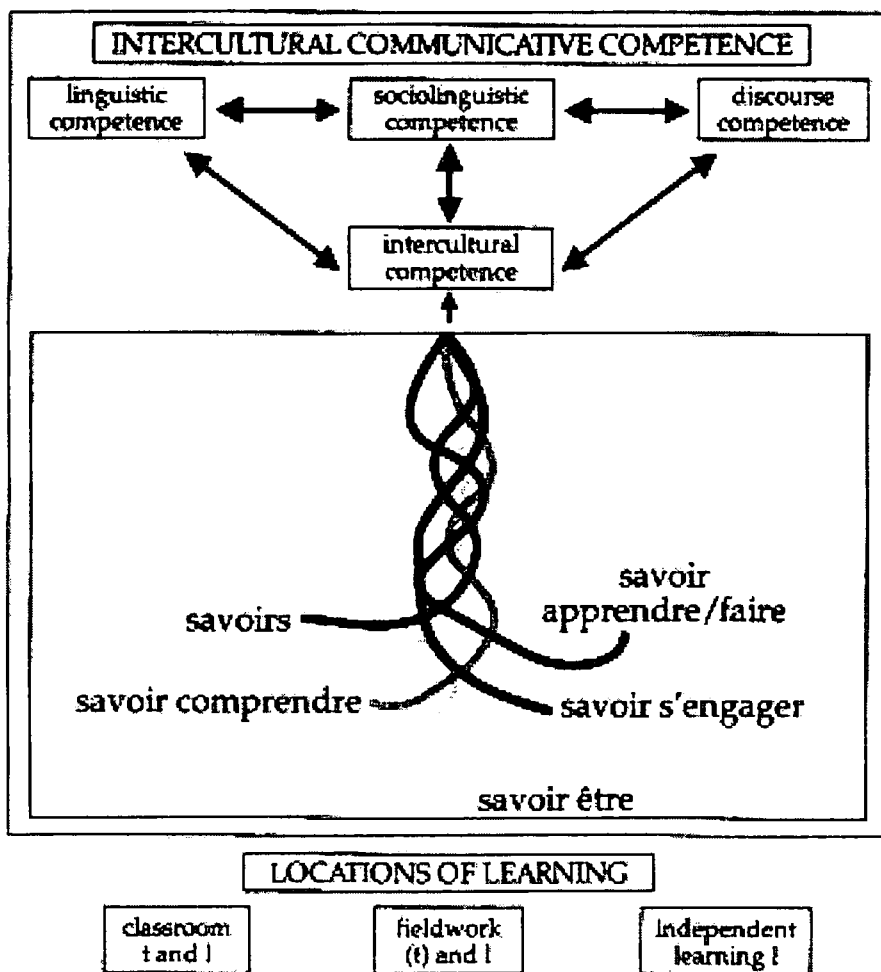 INTERCULTURAL COMMUNICATIVE COMPETENCE
linguistic
competence
sociolinguistic
competence
discourse
competence
intercultural
competence
savoir
apprendre/faire
savoirs
savoir comprendre
savoir s'engager
savoir être
LOCATIONS OF LEARNING
classroom
t and l
fieldwork
(t) and l
Independent
learning l